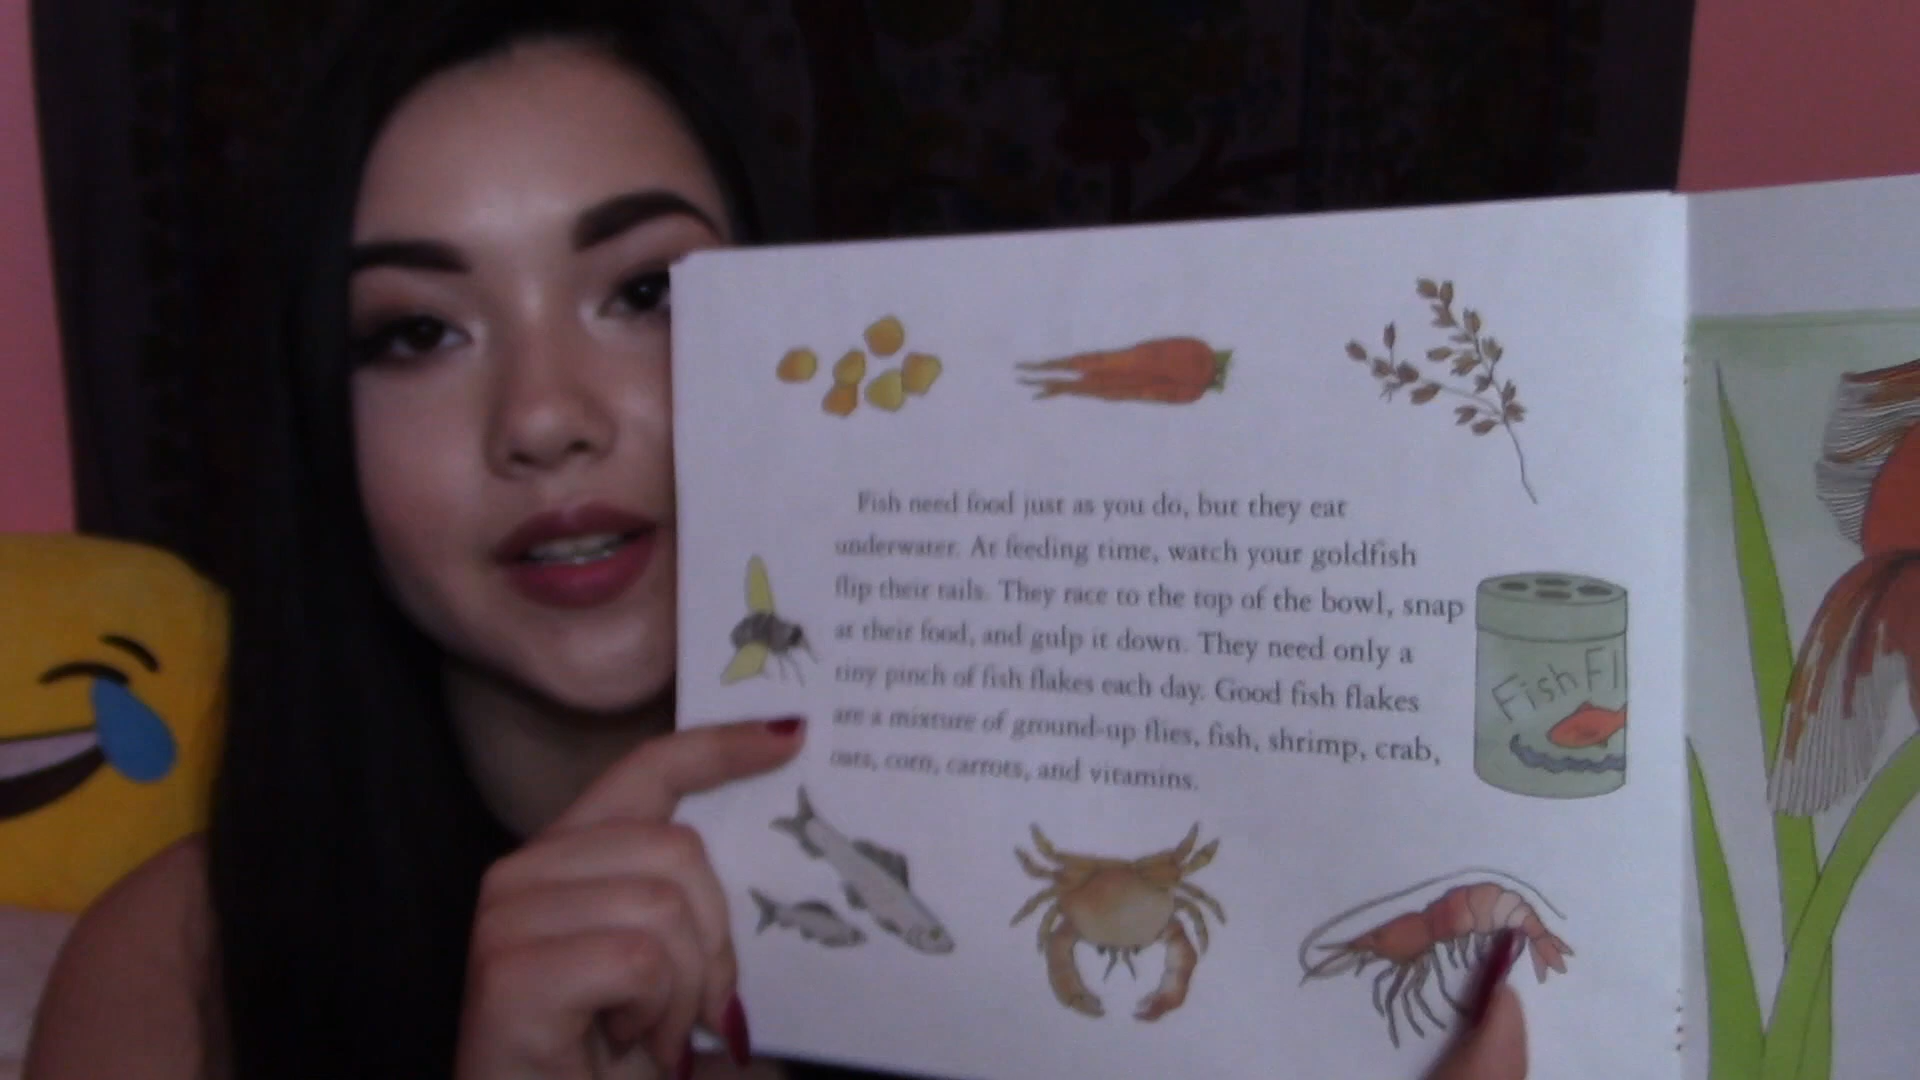 Fish need food just as you do, but they eat
underwater. At feeding time, watch your goldfish
flip their tails. They race to the top of the bowl, snap
at their food, and gulp it down. They need only a
tiny pinch of fish flakes each day. Good fish flakes
are a mixture of ground-up flies, fish, shrimp, crab,
oats, corn, carrots, and vitamins.
Fish Fl